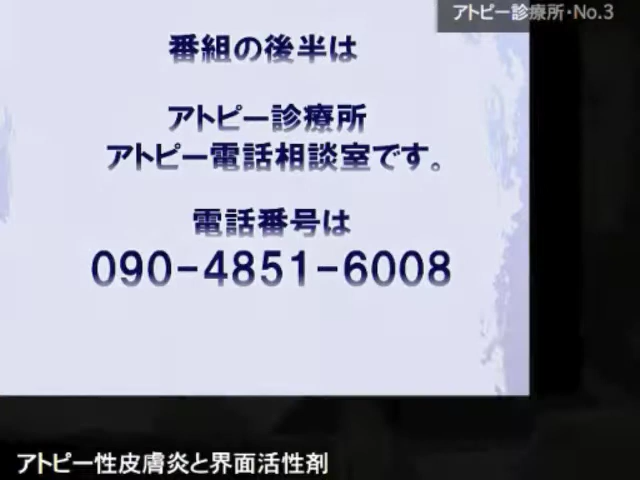 アトピー診療所・No.3
番組の後半は
アトピー診療所
アトピー電話相談室です。
電話番号は
090-4851-6008
アトピー性皮膚炎と界面活性剤